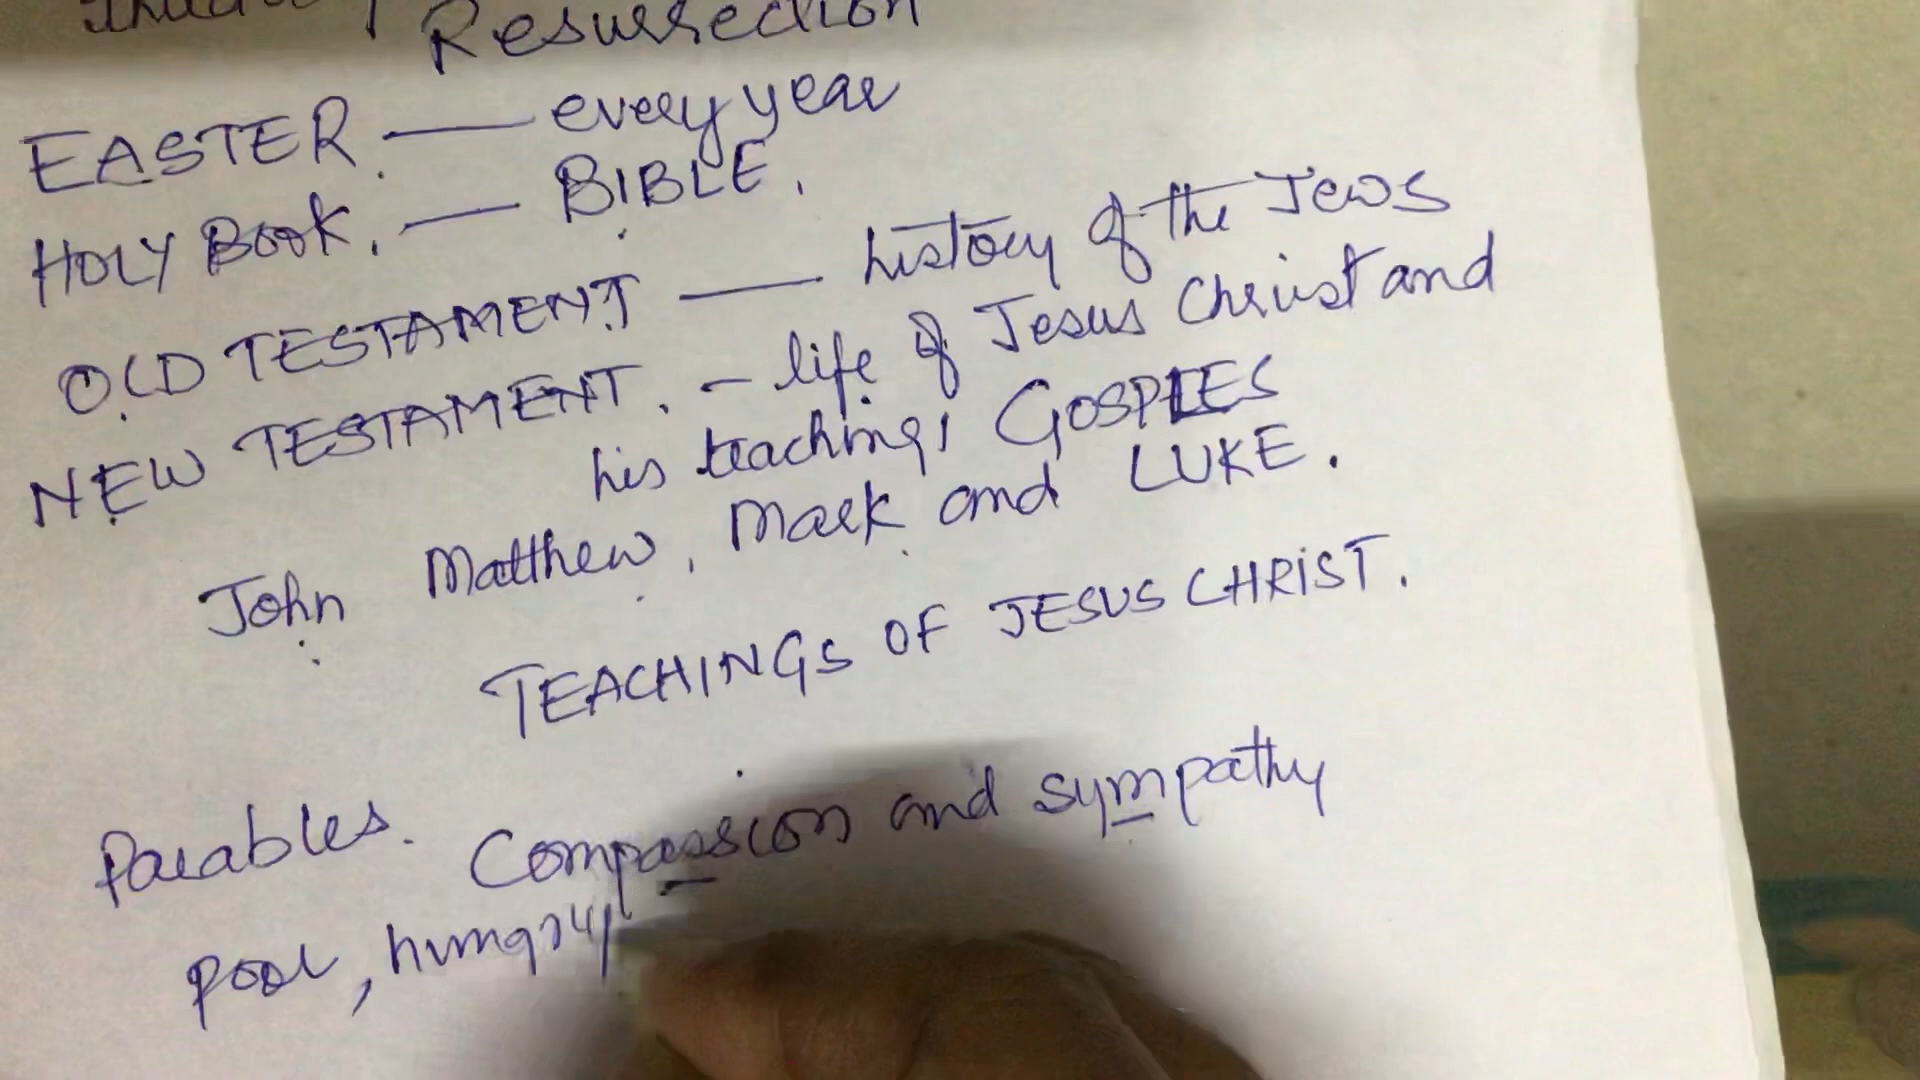 Resurrection
EASTER. — every year
HOLY BOOK. — BIBLE.
OLD TESTAMENT — history of the Jews
NEW TESTAMENT. - life of Jesus Christ and
his teachings GOSPLES
John Matthew, Mark and LUKE.
TEACHINGS OF JESUS CHRIST.
Parables. Compassion and sympathy
poor, hungry